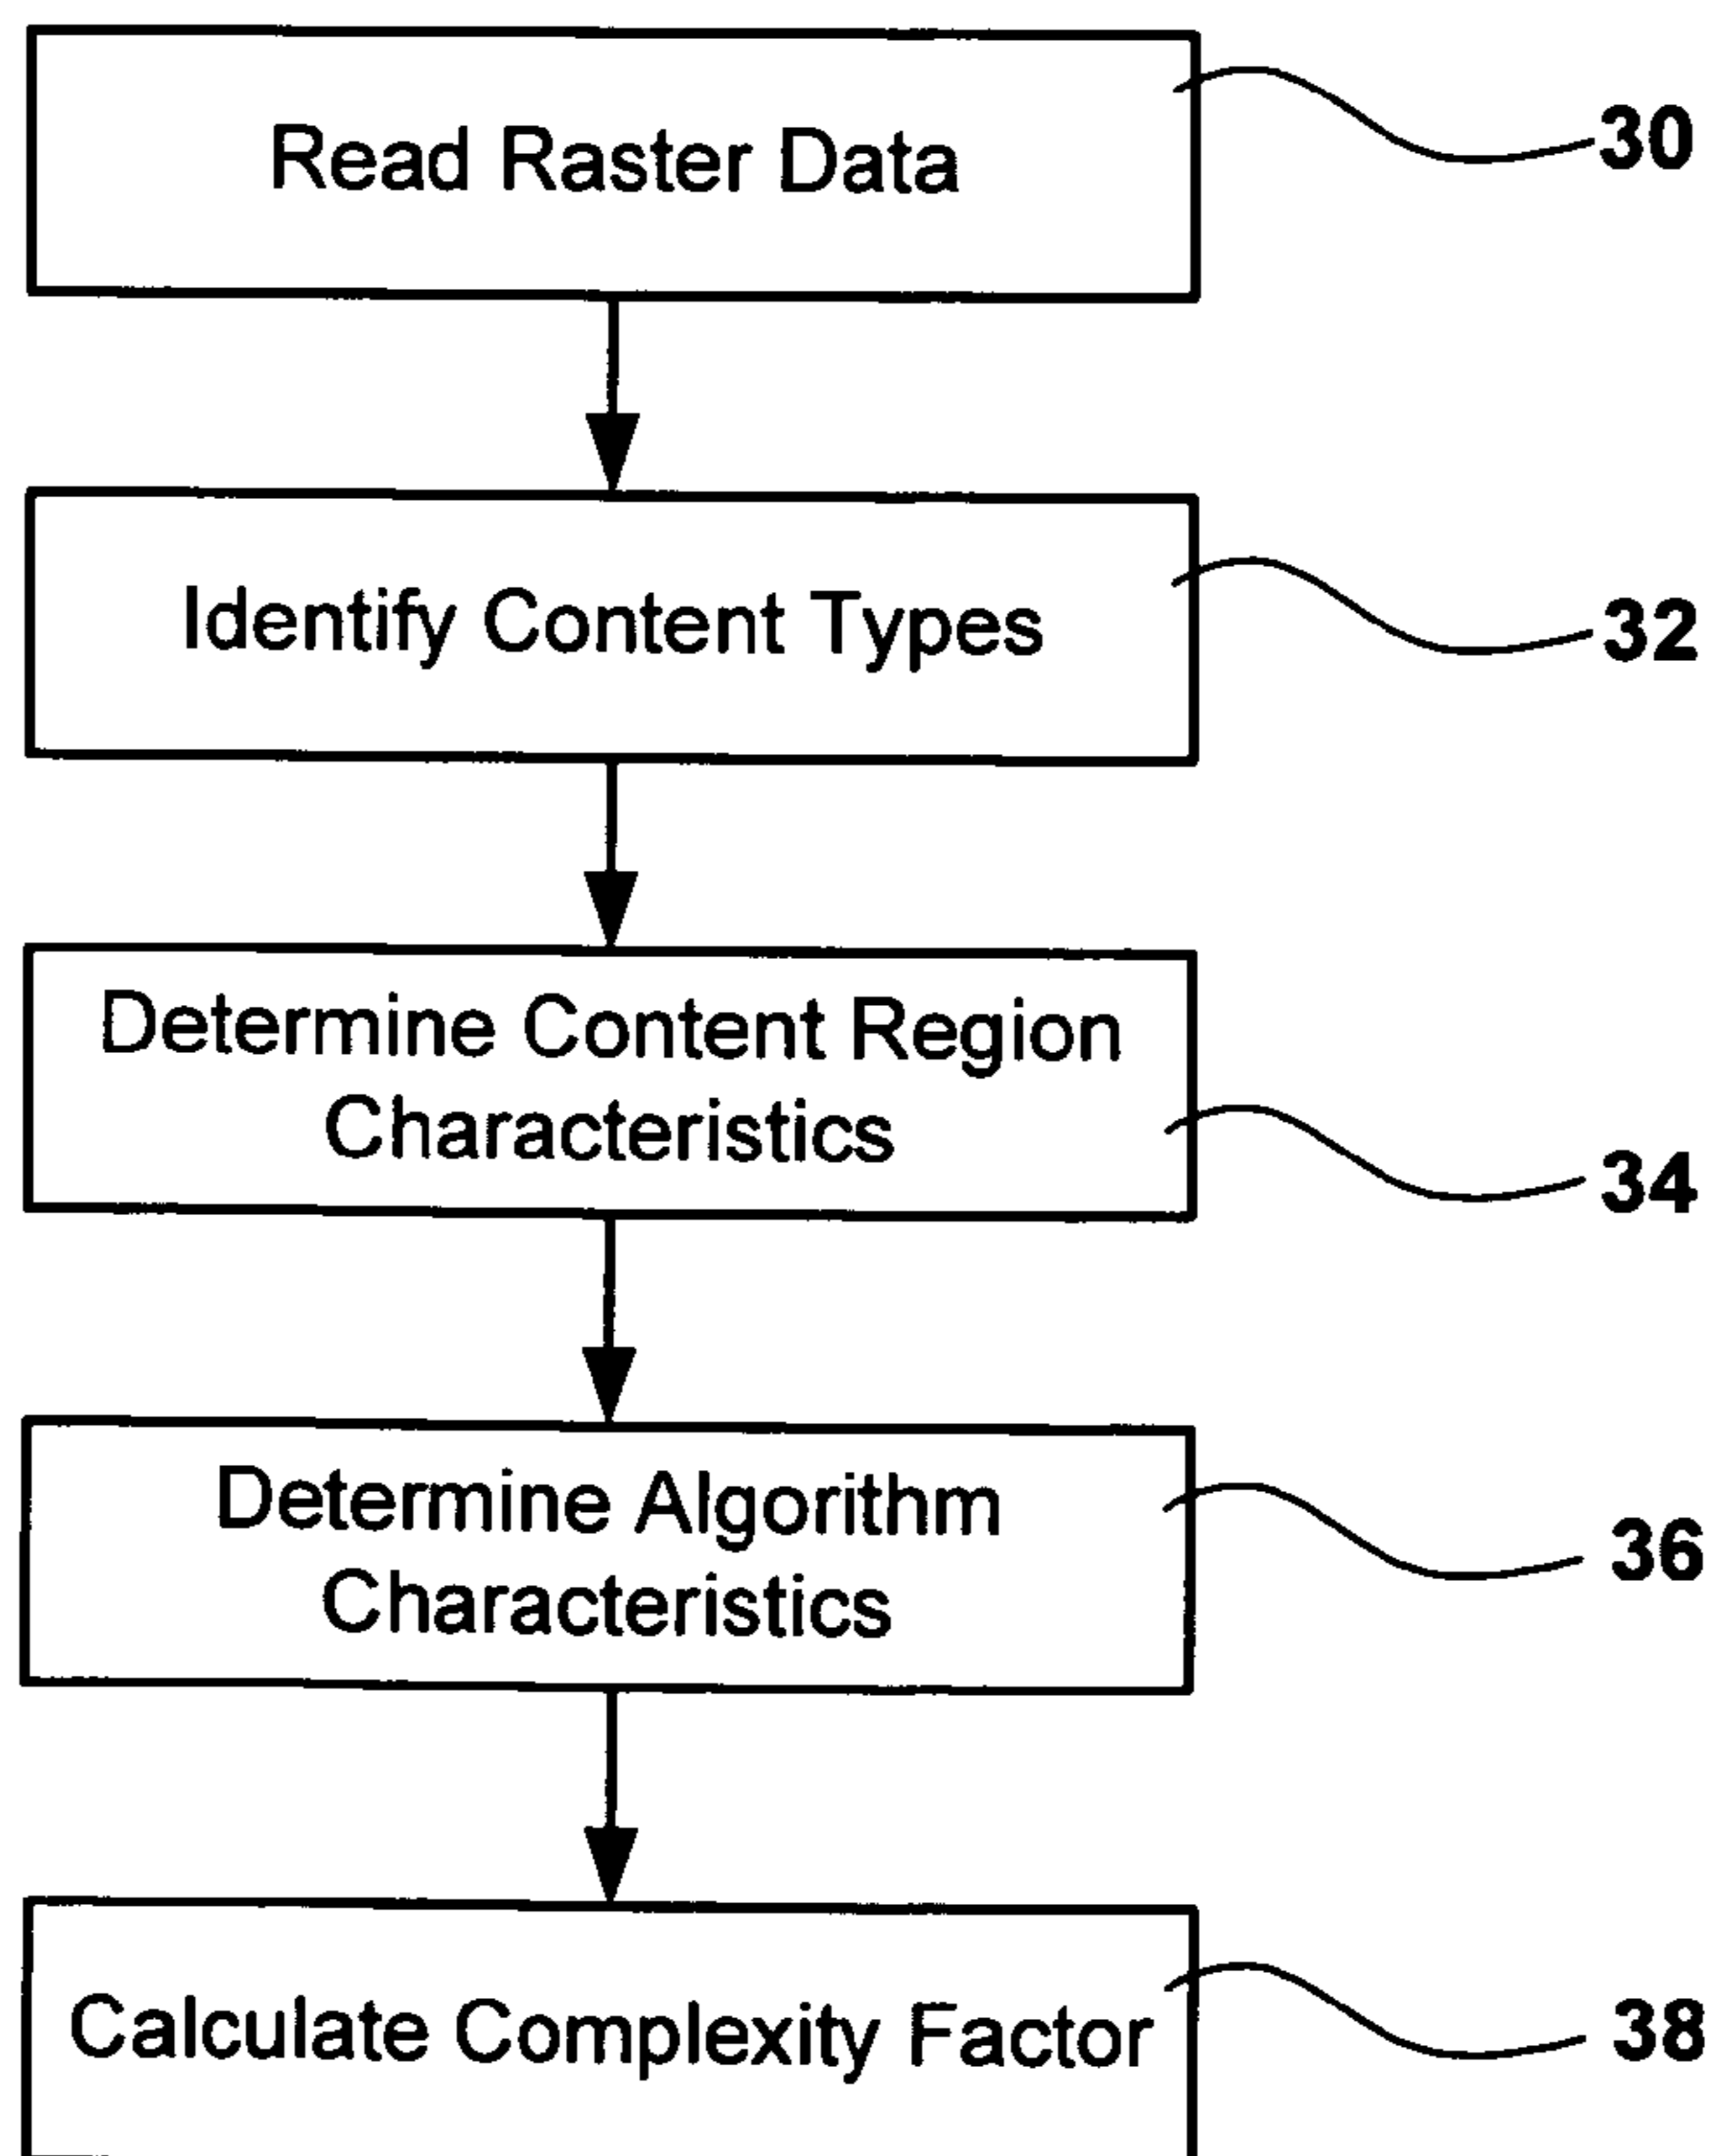 Read Raster Data
30
Identify Content Types
32
Determine Content Region
Characteristics
34
Determine Algorithm
Characteristics
36
Calculate Complexity Factor
38